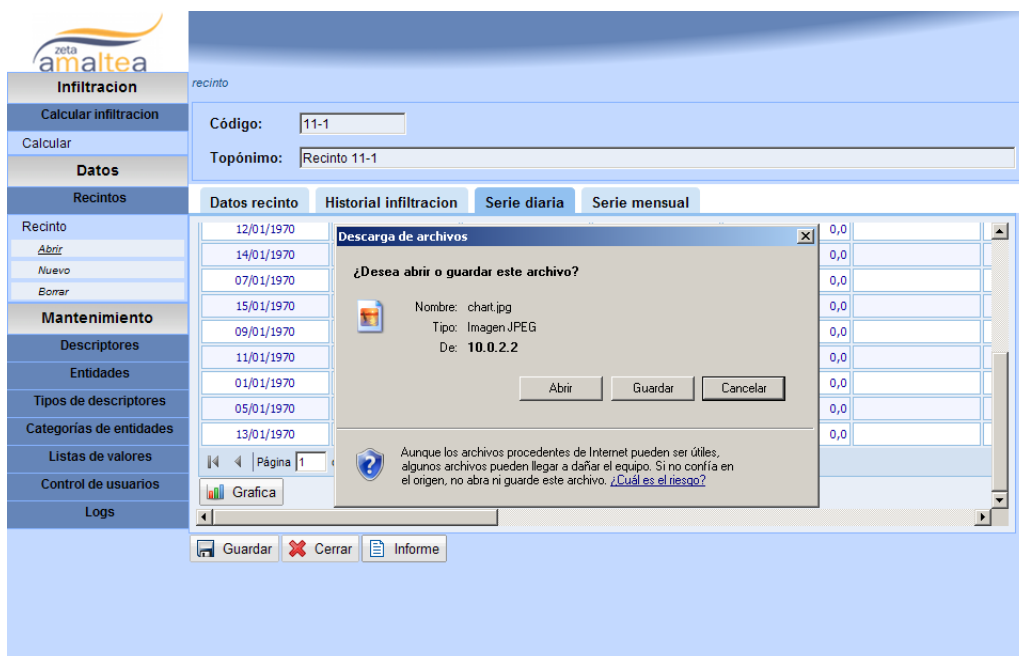 zeta
amaltea
Infiltracion
Calcular infiltracion
Calcular
Datos
Recintos
Recinto
Abrir
Nuevo
Borrar
Mantenimiento
Descriptores
Entidades
Tipos de descriptores
Categorías de entidades
Listas de valores
Control de usuarios
Logs
recinto
Código: 11-1
Topónimo: Recinto 11-1
Datos recinto Historial infiltracion Serie diaria Serie mensual
12/01/1970 0,0
14/01/1970 0,0
07/01/1970 0,0
15/01/1970 0,0
09/01/1970 0,0
11/01/1970 0,0
01/01/1970 0,0
05/01/1970 0,0
13/01/1970 0,0
Página 1
Grafica
Descarga de archivos
¿Desea abrir o guardar este archivo?
Nombre: chart.jpg
Tipo: Imagen JPEG
De: 10.0.2.2
Abrir Guardar Cancelar
Aunque los archivos procedentes de Internet pueden ser útiles,
algunos archivos pueden llegar a dañar el equipo. Si no confía en
el origen, no abra ni guarde este archivo. ¿Cuál es el riesgo?
Guardar Cerrar Informe